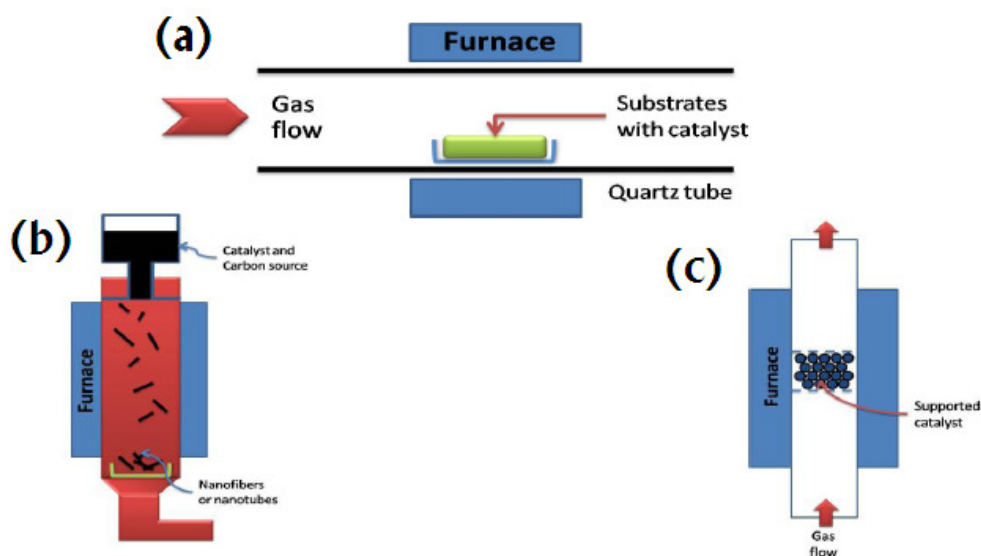 (a)
Furnace
Gas
flow
Substrates
with catalyst
Quartz tube
(b)
Catalyst and
Carbon source
Furnace
Nanofibers
or nanotubes
(c)
Furnace
Supported
catalyst
Gas
flow